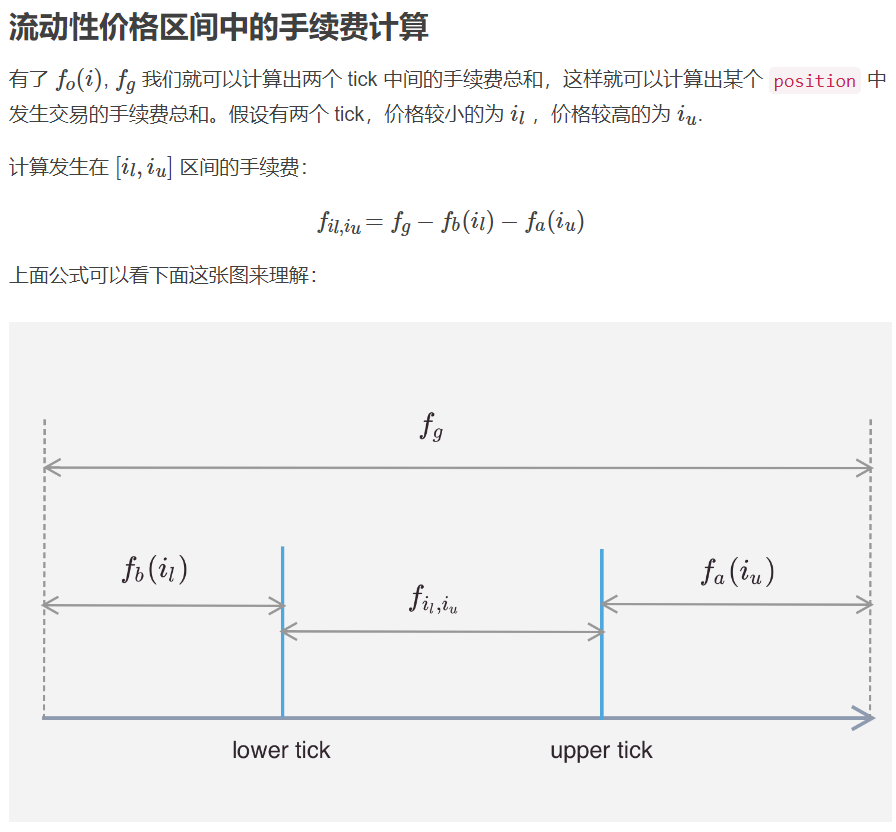 流动性价格区间中的手续费计算
有了 f_o(i), f_g 我们就可以计算出两个 tick 中间的手续费总和，这样就可以计算出某个 position 中
发生交易的手续费总和。假设有两个 tick，价格较小的为 i_l ，价格较高的为 i_u.
计算发生在 [i_l, i_u] 区间的手续费：
f_{il,iu} = f_g − f_b(i_l) − f_a(i_u)
上面公式可以看下面这张图来理解：
f_g
f_b(i_l)
f_{i_l,i_u}
f_a(i_u)
lower tick
upper tick